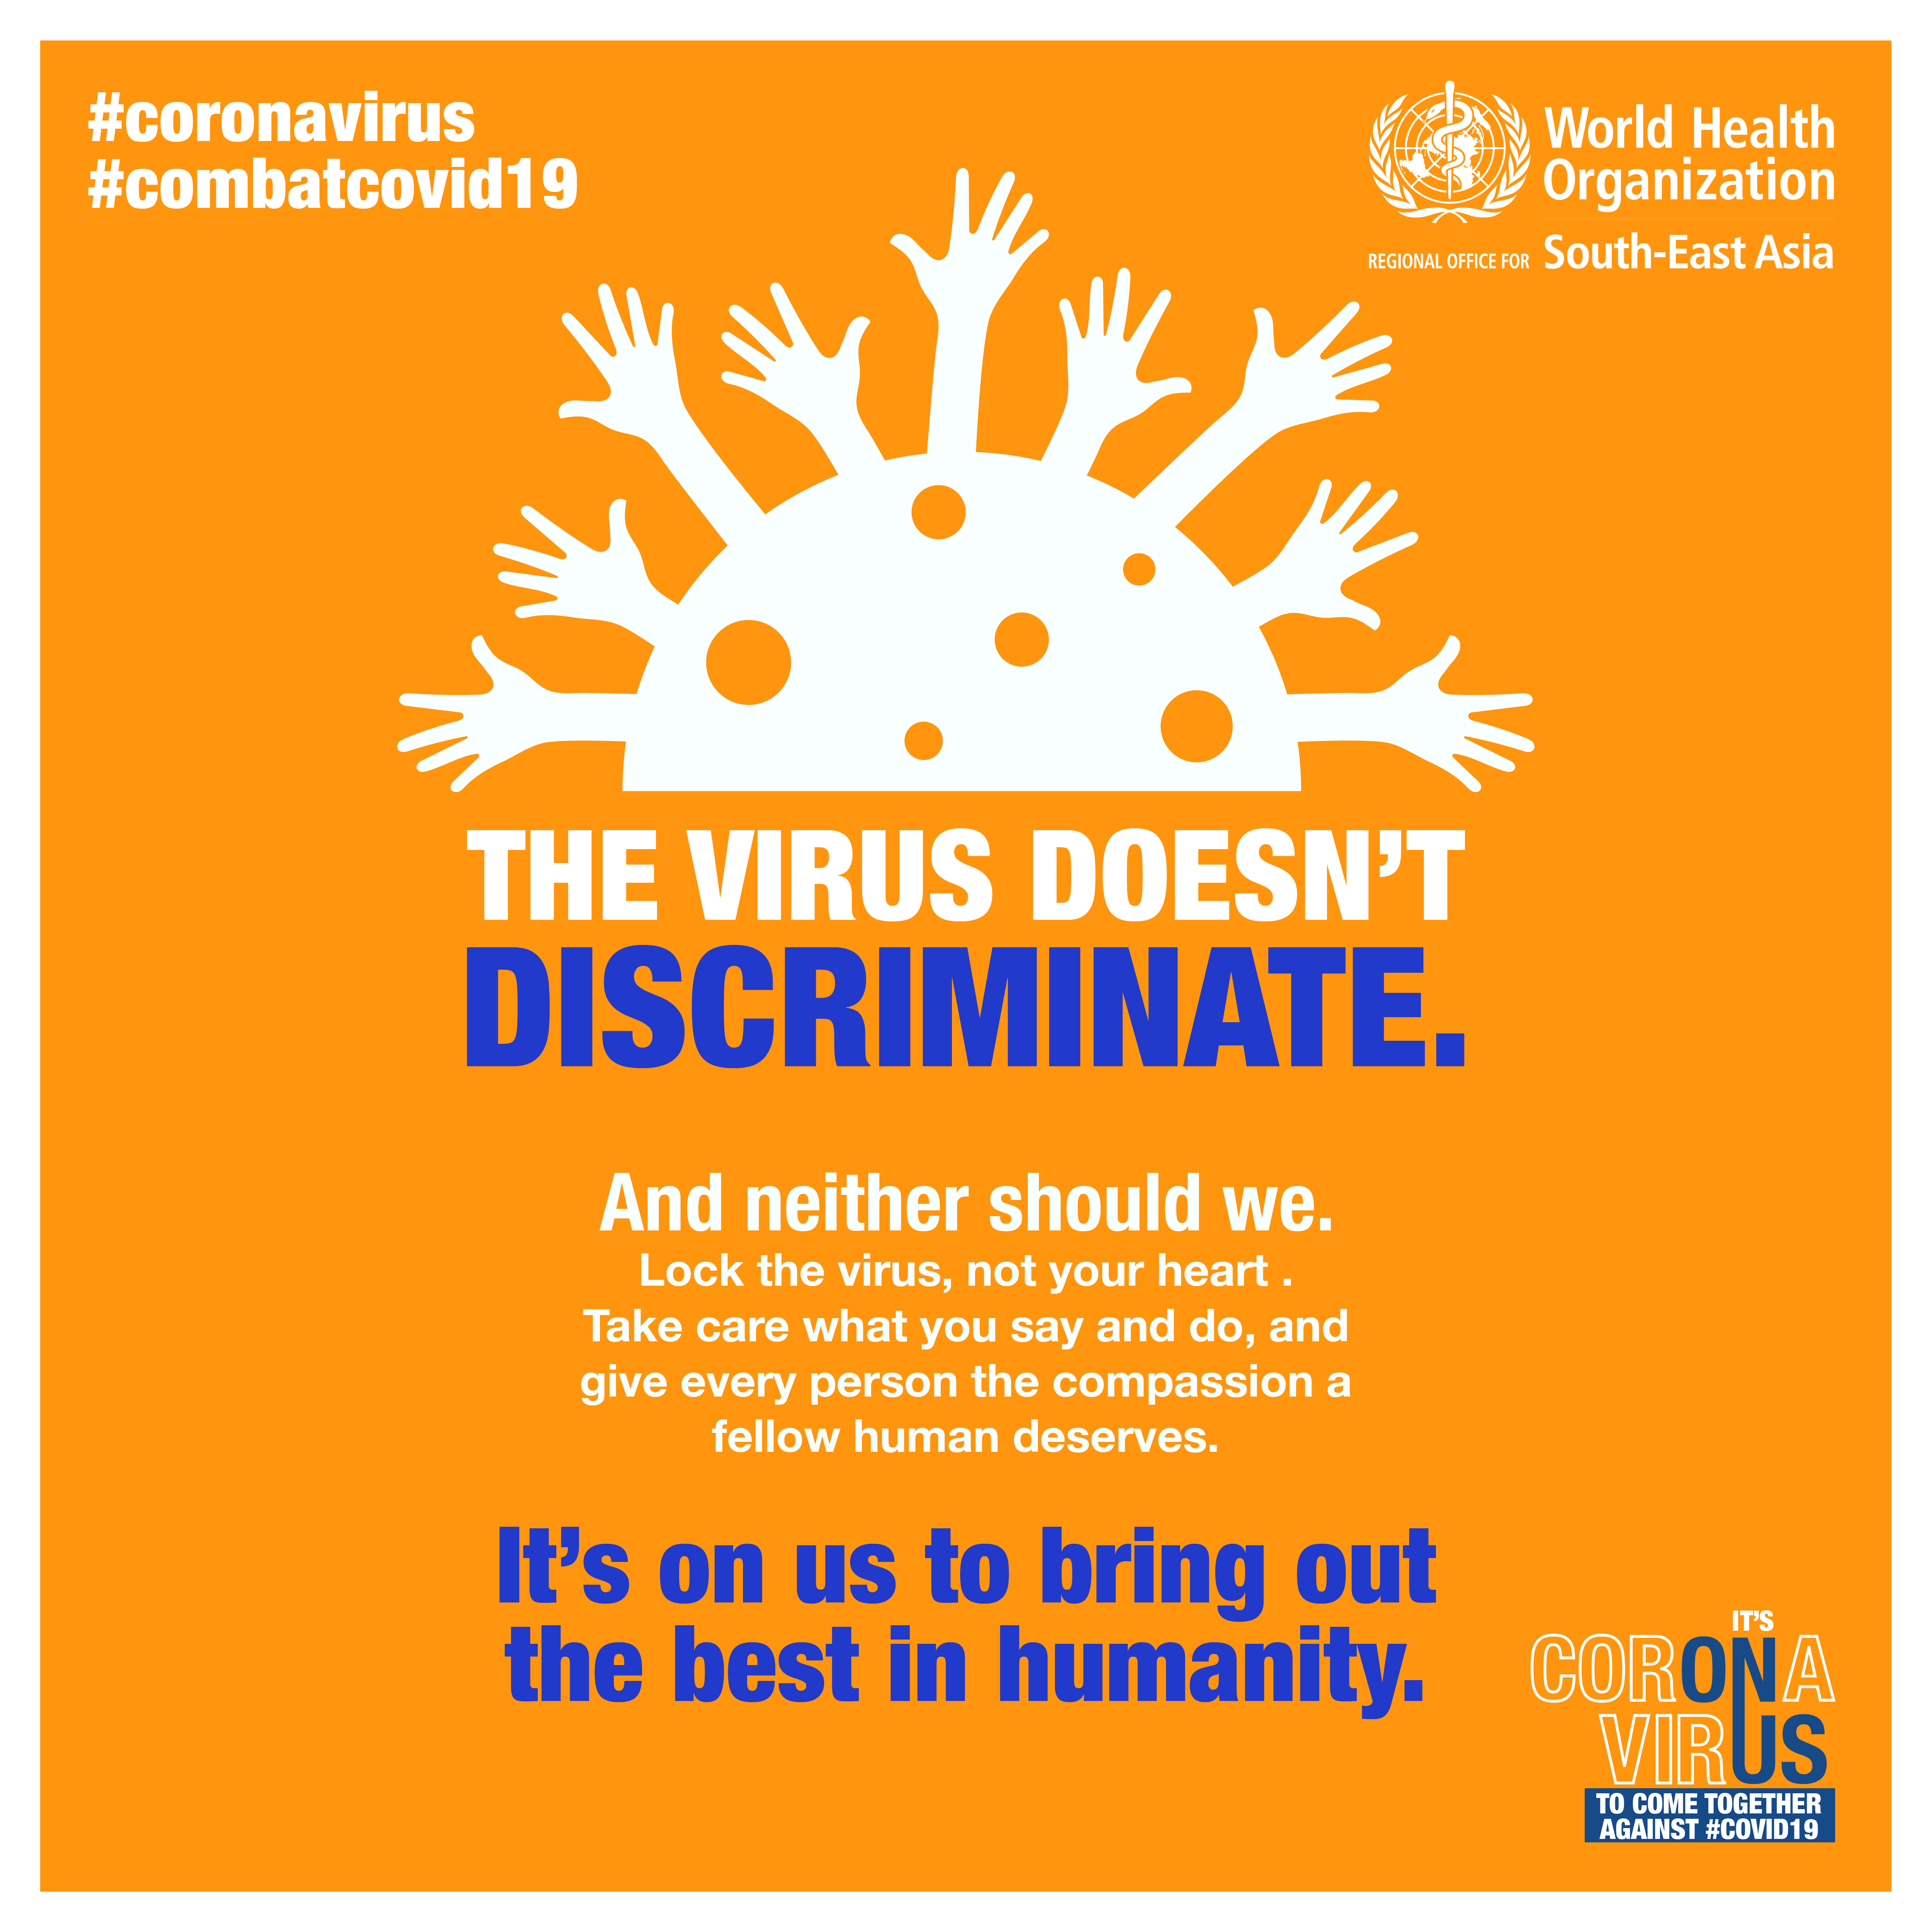 #coronavirus
#combatcovid19
World Health
Organization
REGIONAL OFFICE FOR South-East Asia
THE VIRUS DOESN’T
DISCRIMINATE.
And neither should we.
Lock the virus, not your heart .
Take care what you say and do, and
give every person the compassion a
fellow human deserves.
It’s on us to bring out
the best in humanity.
IT’S
CORONA
VIRUS
TO COME TOGETHER
AGAINST #COVID19